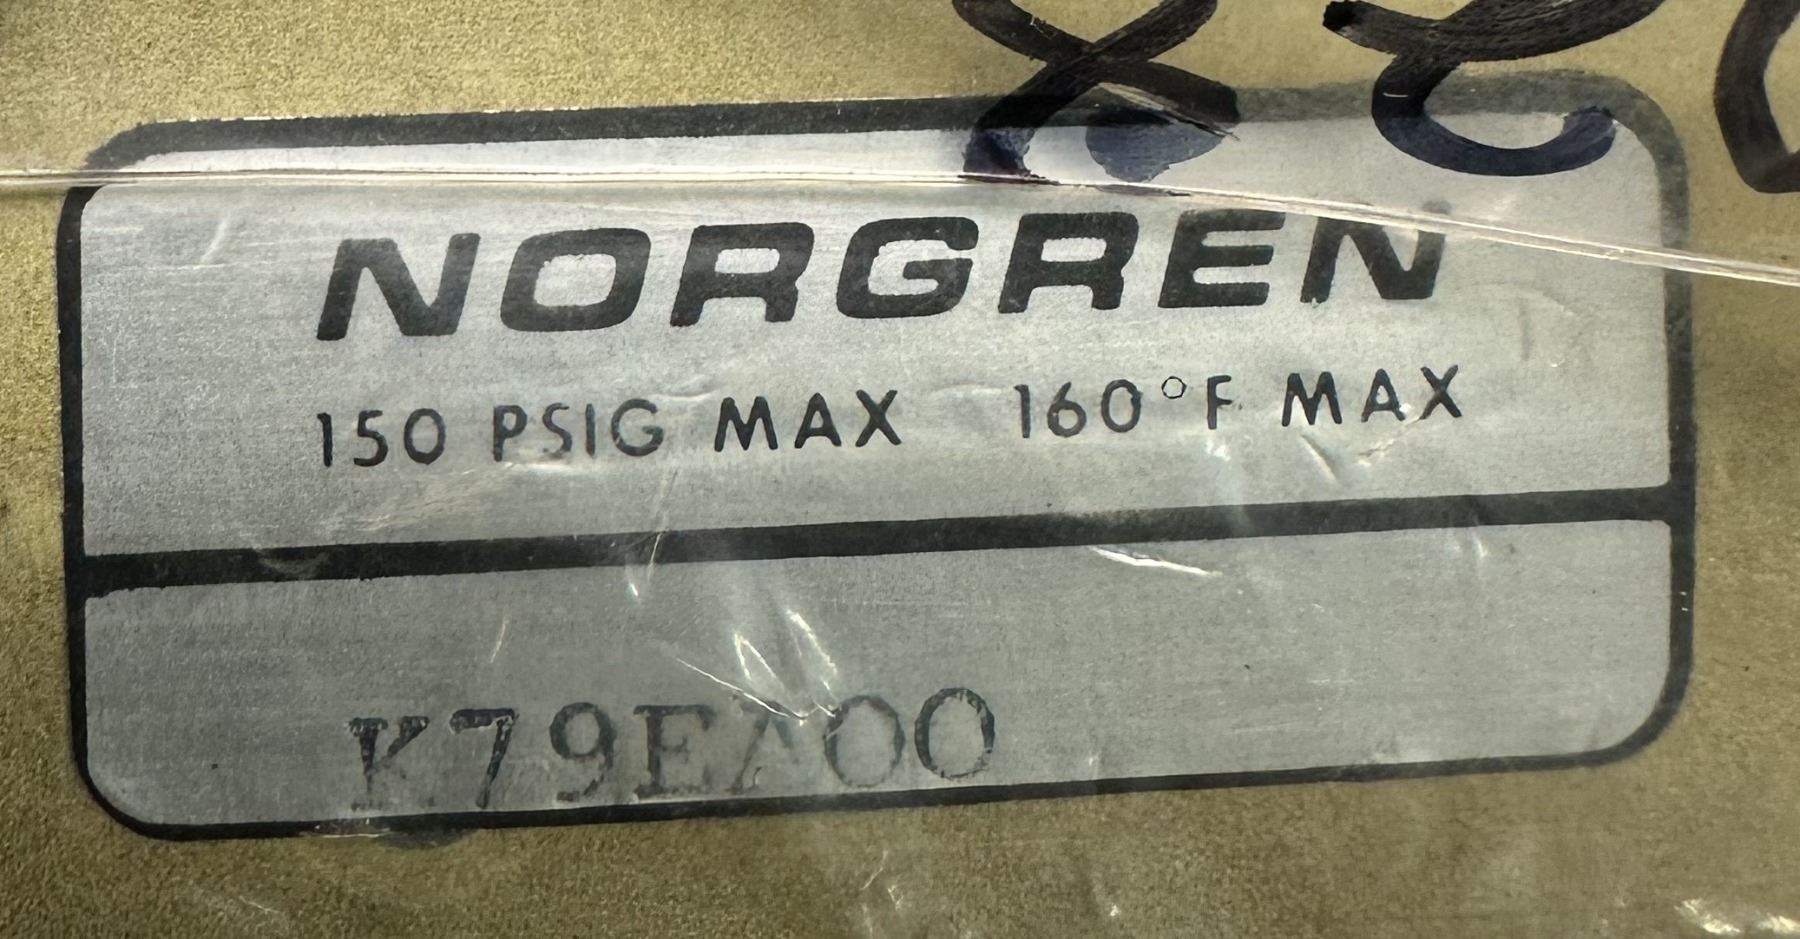 NORGREN
150 PSIG MAX 160°F MAX
K79EA00